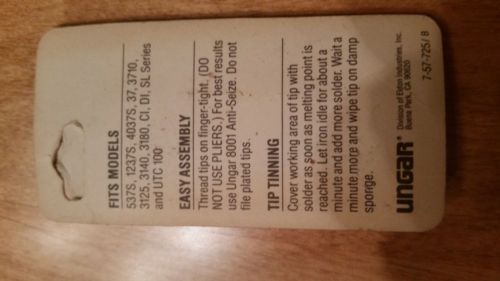 FITS MODELS
537S, 1237S, 4037S, 37, 3710,
3125, 3140, 3180, CI, DI, SL Series
and UTC 100
EASY ASSEMBLY
Thread tips on finger-tight. (DO
NOT USE PLIERS.) For best results
use Ungar 8001 Anti-Seize. Do not
file plated tips.
TIP TINNING
Cover working area of tip with
solder as soon as melting point is
reached. Let iron idle for about a
minute and add more solder. Wait a
minute more and wipe tip on damp
sponge.
UNGAR
Division of Eldon Industries, Inc.
Buena Park, CA 90620
7-57-725/8